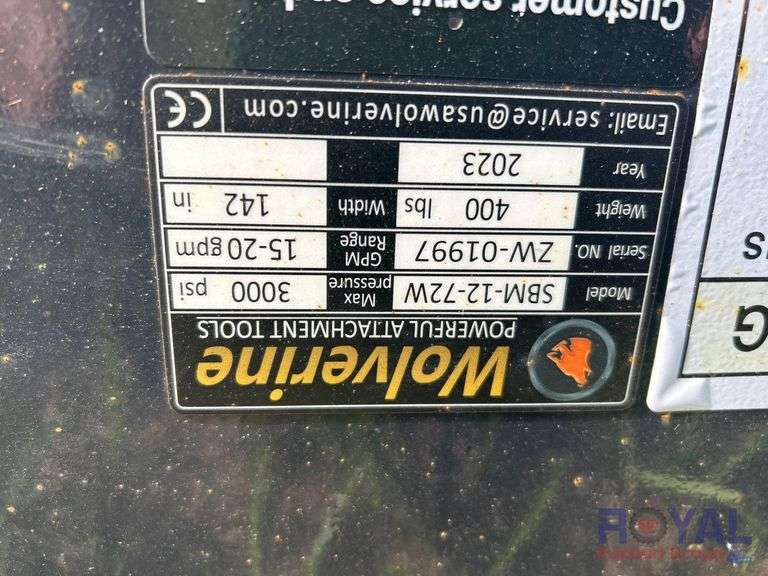 Wolverine
POWERFUL ATTACHMENT TOOLS
Model SBM-12-72W Max pressure 3000 psi
Serial NO. ZW-01997 GPM Range 15-20 gpm
Weight 400 lbs Width 142 in
Year 2023
Email: service@usawolverine.com CE
Customer service and
G
S
ROYAL